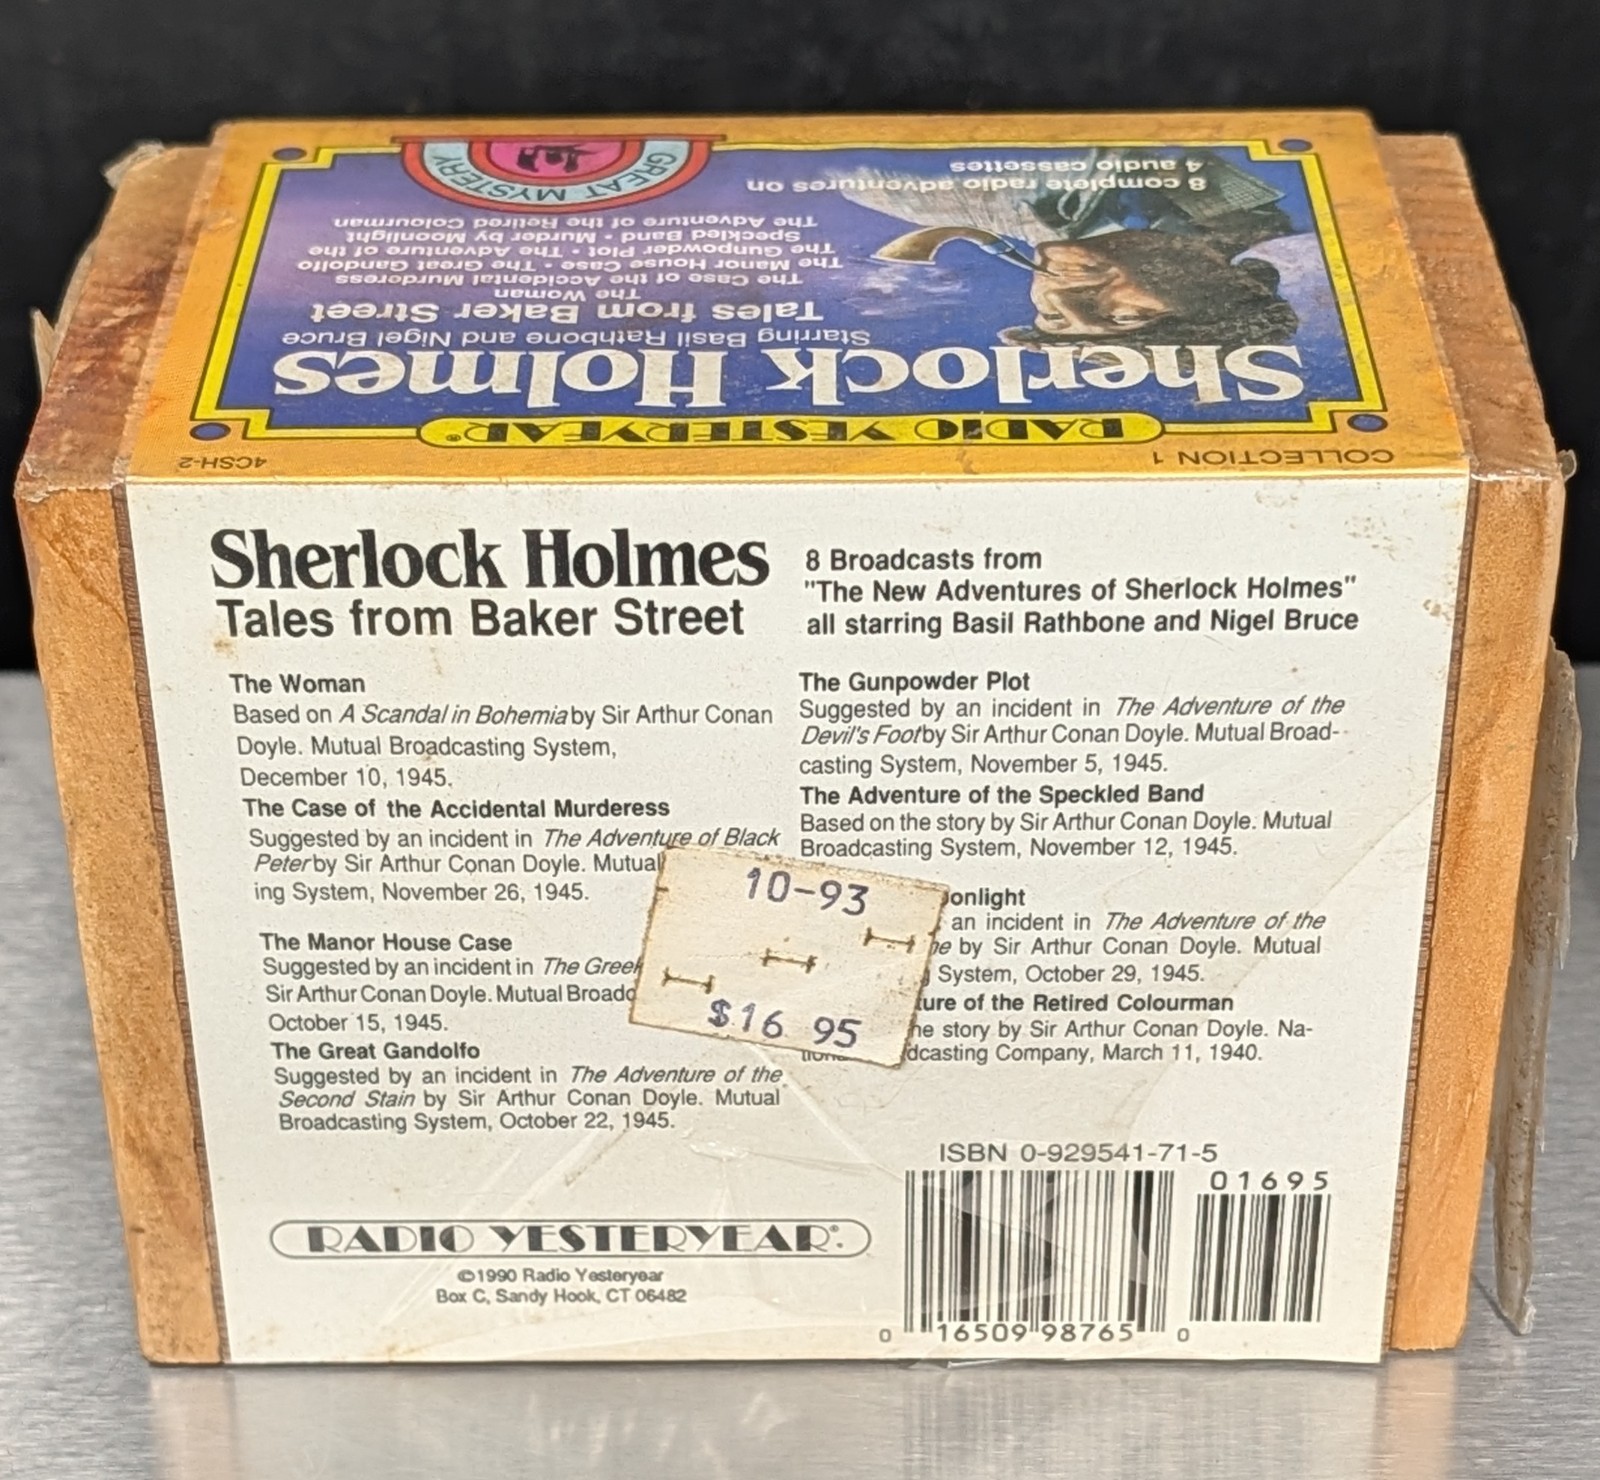 COLLECTION 1
4CSH-2
RADIO YESTERYEAR®
Sherlock Holmes
Starring Basil Rathbone and Nigel Bruce
Tales from Baker Street
The Woman
The Case of the Accidental Murderess
The Manor House Case • The Great Gandolfo
The Gunpowder Plot • The Adventure of the
Speckled Band • Murder by Moonlight
The Adventure of the Retired Colourman
8 complete radio adventures on
4 audio cassettes
GREAT MYSTERY
Sherlock Holmes
Tales from Baker Street
8 Broadcasts from
"The New Adventures of Sherlock Holmes"
all starring Basil Rathbone and Nigel Bruce
The Woman
Based on A Scandal in Bohemia by Sir Arthur Conan
Doyle. Mutual Broadcasting System,
December 10, 1945.
The Case of the Accidental Murderess
Suggested by an incident in The Adventure of Black
Peter by Sir Arthur Conan Doyle. Mutual
ing System, November 26, 1945.
The Manor House Case
Suggested by an incident in The Greek
Sir Arthur Conan Doyle. Mutual Broadc
October 15, 1945.
The Great Gandolfo
Suggested by an incident in The Adventure of the
Second Stain by Sir Arthur Conan Doyle. Mutual
Broadcasting System, October 22, 1945.
The Gunpowder Plot
Suggested by an incident in The Adventure of the
Devil's Foot by Sir Arthur Conan Doyle. Mutual Broad-
casting System, November 5, 1945.
The Adventure of the Speckled Band
Based on the story by Sir Arthur Conan Doyle. Mutual
Broadcasting System, November 12, 1945.
onlight
an incident in The Adventure of the
ne by Sir Arthur Conan Doyle. Mutual
System, October 29, 1945.
ture of the Retired Colourman
he story by Sir Arthur Conan Doyle. Na-
dcasting Company, March 11, 1940.
10-93
$16 95
RADIO YESTERYEAR®
©1990 Radio Yesteryear
Box C, Sandy Hook, CT 06482
ISBN 0-929541-71-5
01695
0 16509 98765 0